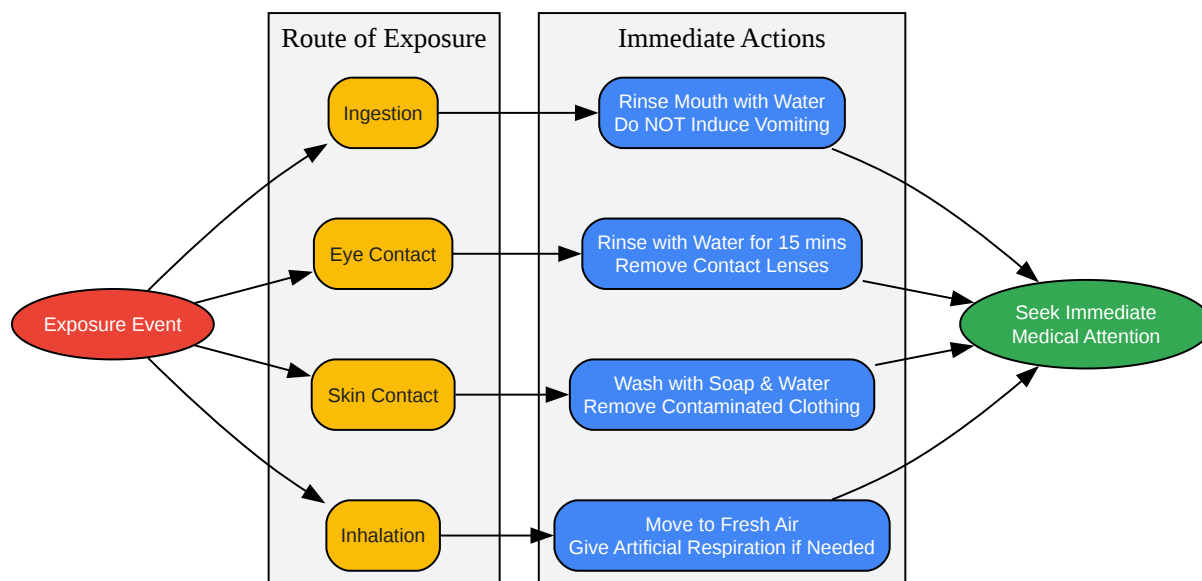 Route of Exposure
Immediate Actions
Ingestion
Rinse Mouth with Water
Do NOT Induce Vomiting
Eye Contact
Rinse with Water for 15 mins
Remove Contact Lenses
Exposure Event
Seek Immediate
Medical Attention
Skin Contact
Wash with Soap & Water
Remove Contaminated Clothing
Inhalation
Move to Fresh Air
Give Artificial Respiration if Needed